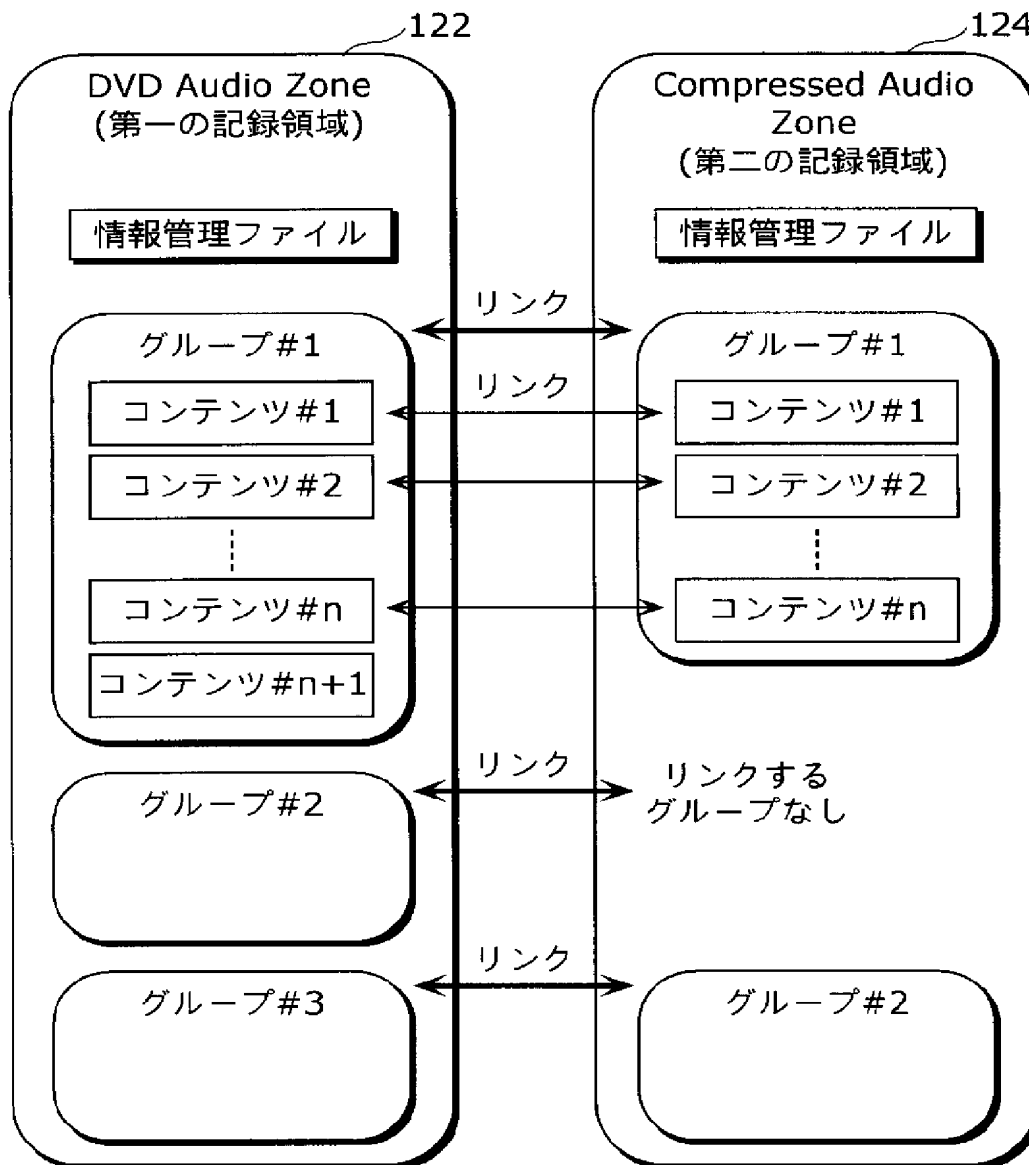 122
DVD Audio Zone
(第一の記録領域)
情報管理ファイル
グループ#1
コンテンツ#1
コンテンツ#2
コンテンツ#n
コンテンツ#n+1
グループ#2
グループ#3
リンク
リンク
リンク
リンク
124
Compressed Audio
Zone
(第二の記録領域)
情報管理ファイル
グループ#1
コンテンツ#1
コンテンツ#2
コンテンツ#n
リンクする
グループなし
グループ#2